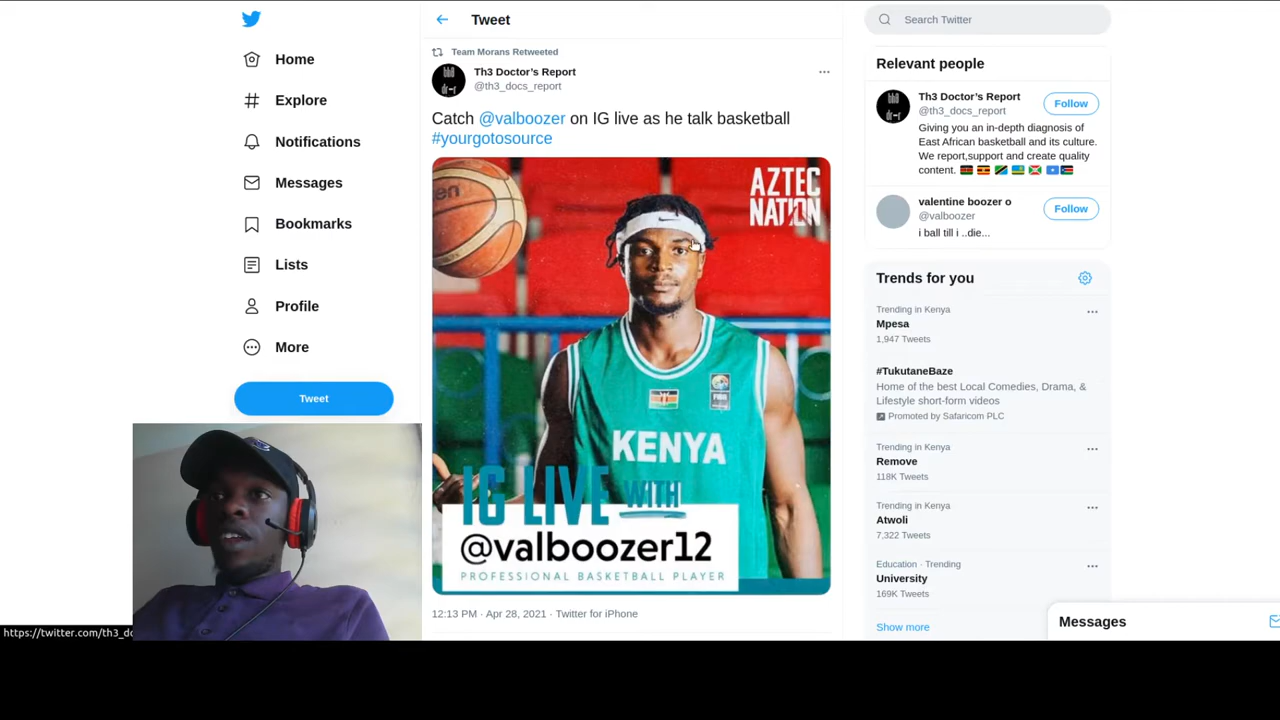 Home
Explore
Notifications
Messages
Bookmarks
Lists
Profile
More
Tweet
https://twitter.com/th3_do
Tweet
Team Morans Retweeted
Th3 Doctor's Report
@th3_docs_report
Catch @valboozer on IG live as he talk basketball
#yourgotosource
AZTEC
NATION
KENYA
IG LIVE WITH
@valboozer12
PROFESSIONAL BASKETBALL PLAYER
12:13 PM · Apr 28, 2021 · Twitter for iPhone
Search Twitter
Relevant people
Th3 Doctor's Report
@th3_docs_report
Follow
Giving you an in-depth diagnosis of
East African basketball and its culture.
We report,support and create quality
content.
valentine boozer o
@valboozer
Follow
i ball till i ..die...
Trends for you
Trending in Kenya
Mpesa
1,947 Tweets
#TukutaneBaze
Home of the best Local Comedies, Drama, &
Lifestyle short-form videos
Promoted by Safaricom PLC
Trending in Kenya
Remove
118K Tweets
Trending in Kenya
Atwoli
7,322 Tweets
Education · Trending
University
169K Tweets
Show more
Messages